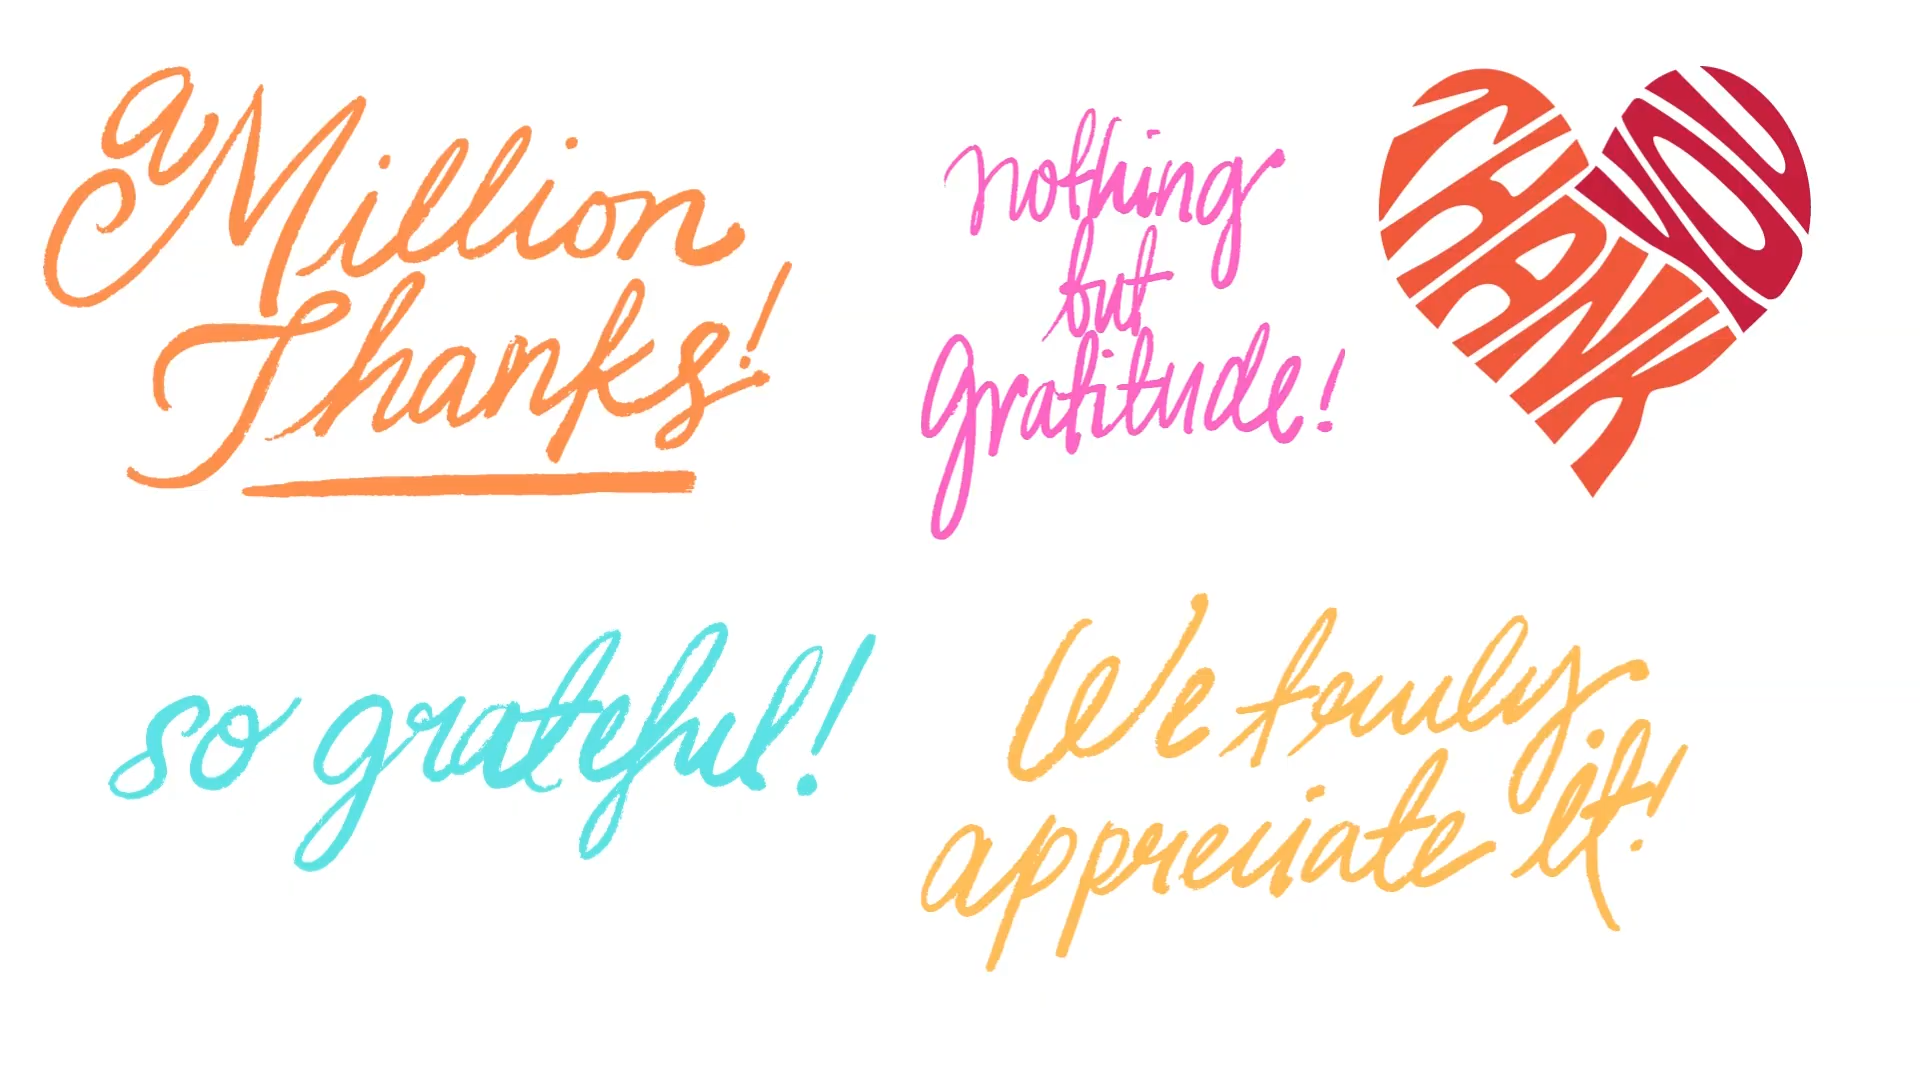 a Million
Thanks!
nothing
but
gratitude!
THANK
YOU
so grateful!
We truly
appreciate it!